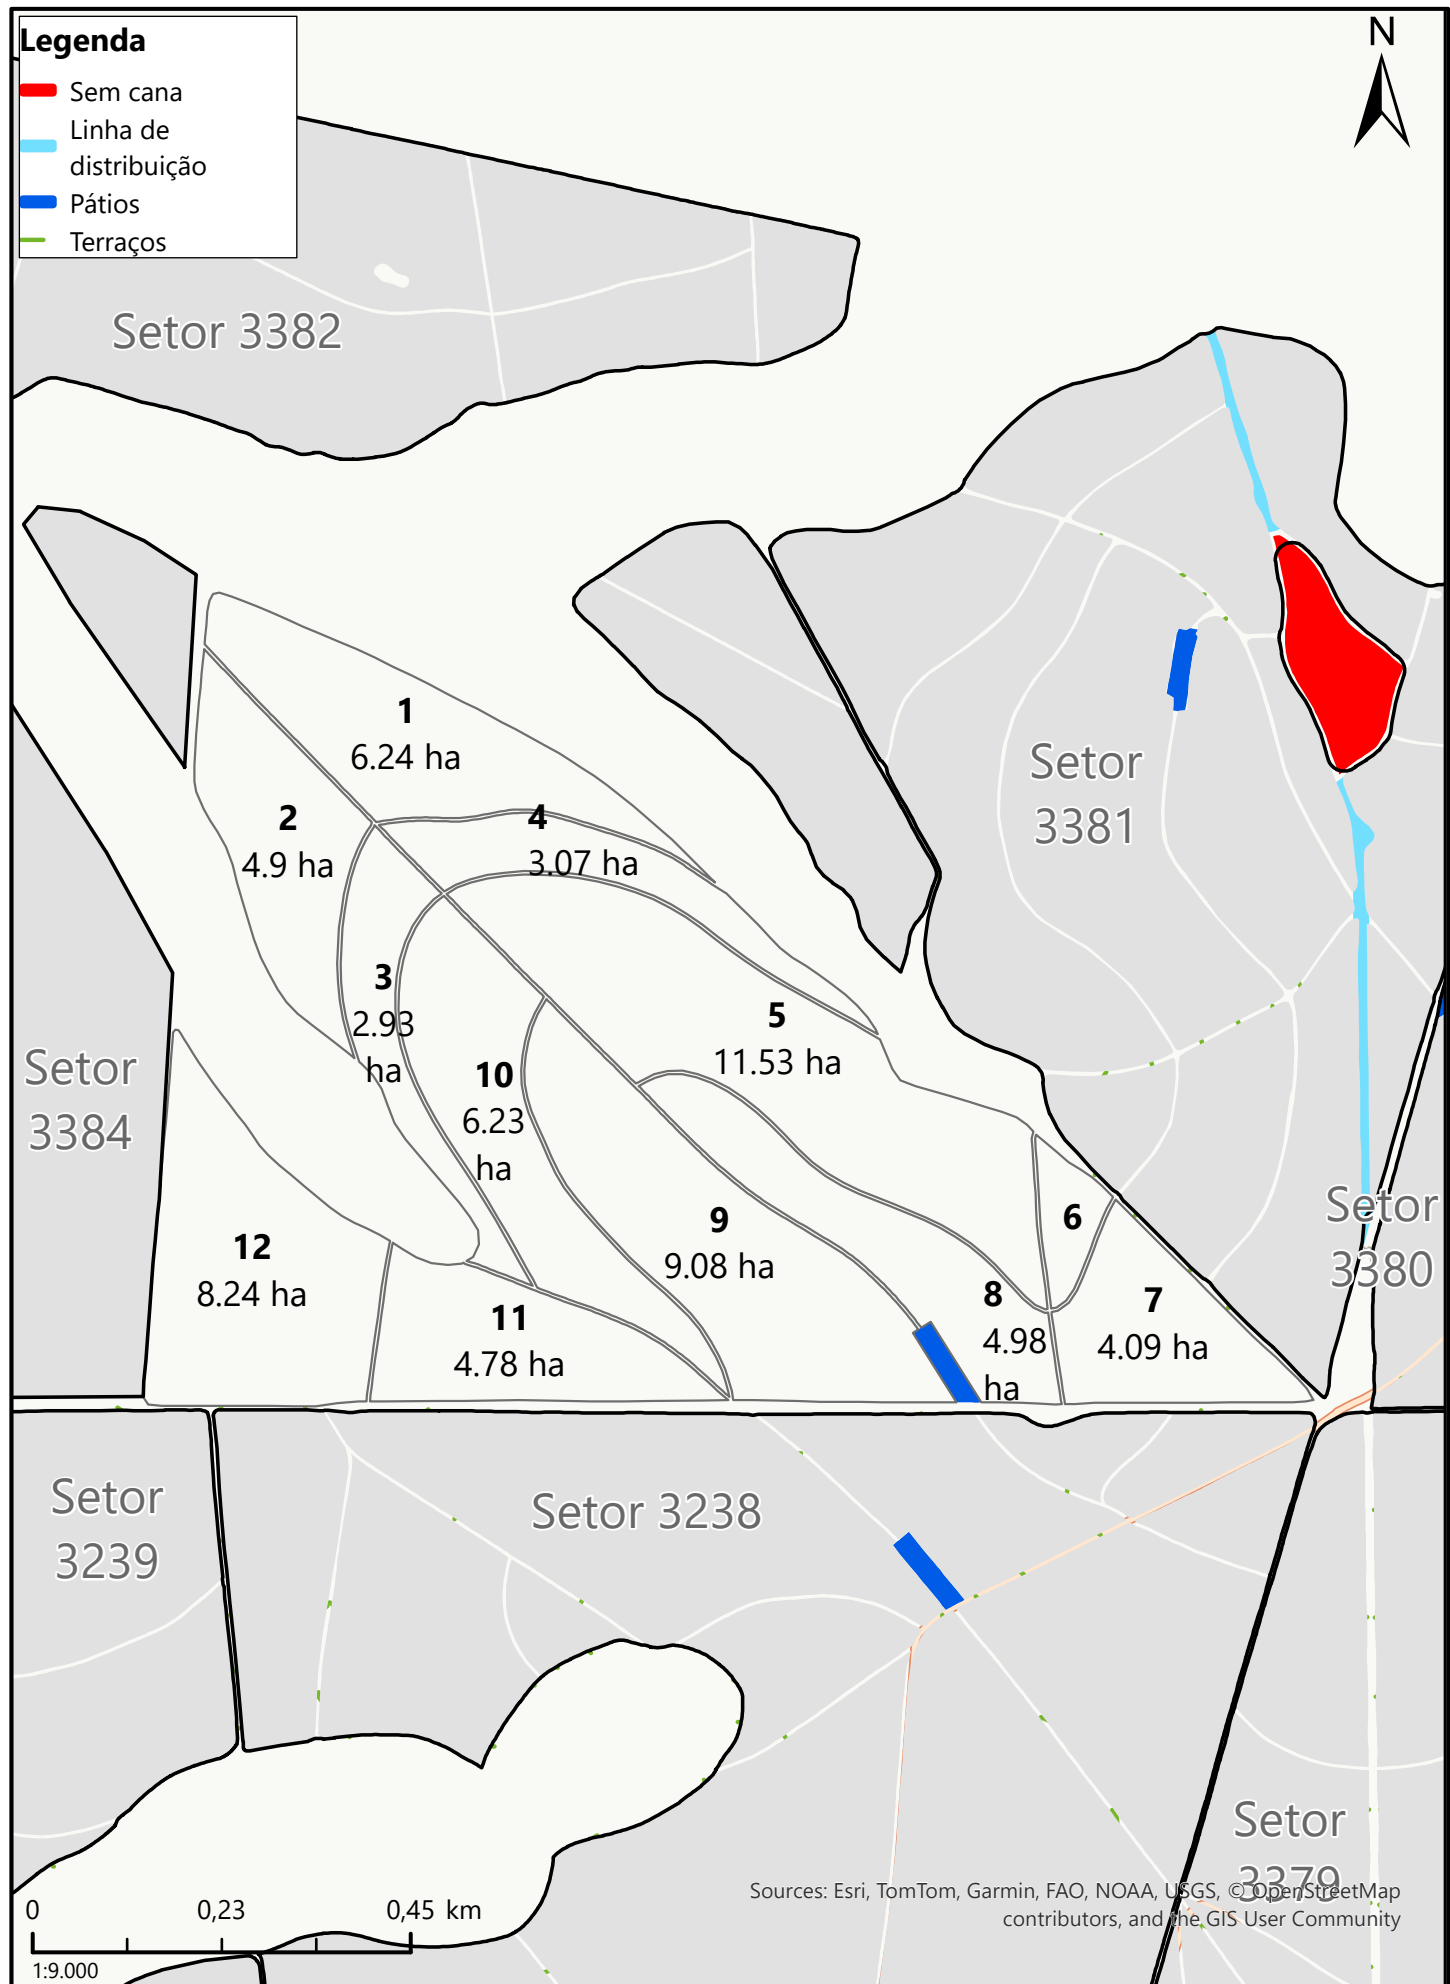 Legenda
Sem cana
Linha de
distribuição
Pátios
Terraços
N
Setor 3382
1
6.24 ha
2
4.9 ha
4
3.07 ha
Setor
3381
3
2.93
ha
5
11.53 ha
10
6.23
ha
Setor
3384
6
9
9.08 ha
Setor
3380
12
8.24 ha
8
4.98
ha
7
4.09 ha
11
4.78 ha
Setor
3239
Setor 3238
Setor
3379
Sources: Esri, TomTom, Garmin, FAO, NOAA, USGS, © OpenStreetMap
contributors, and the GIS User Community
0 0,23 0,45 km
1:9.000